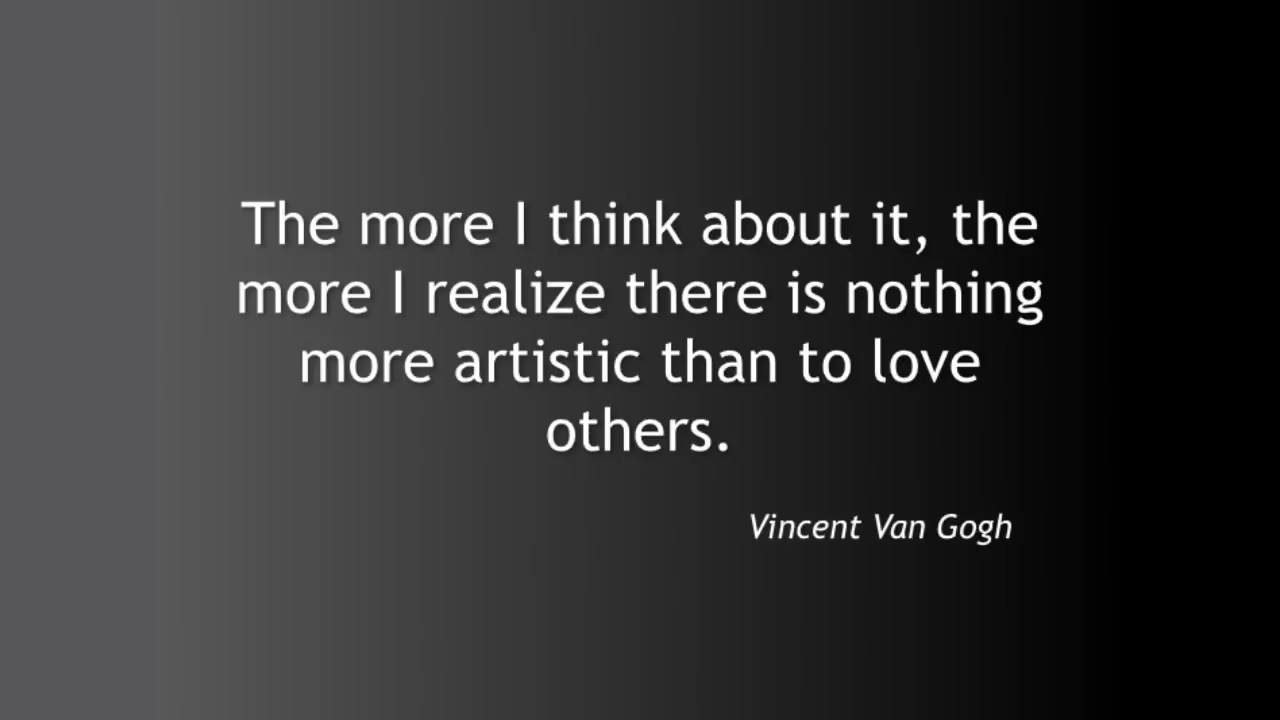 The more I think about it, the
more I realize there is nothing
more artistic than to love
others.
Vincent Van Gogh